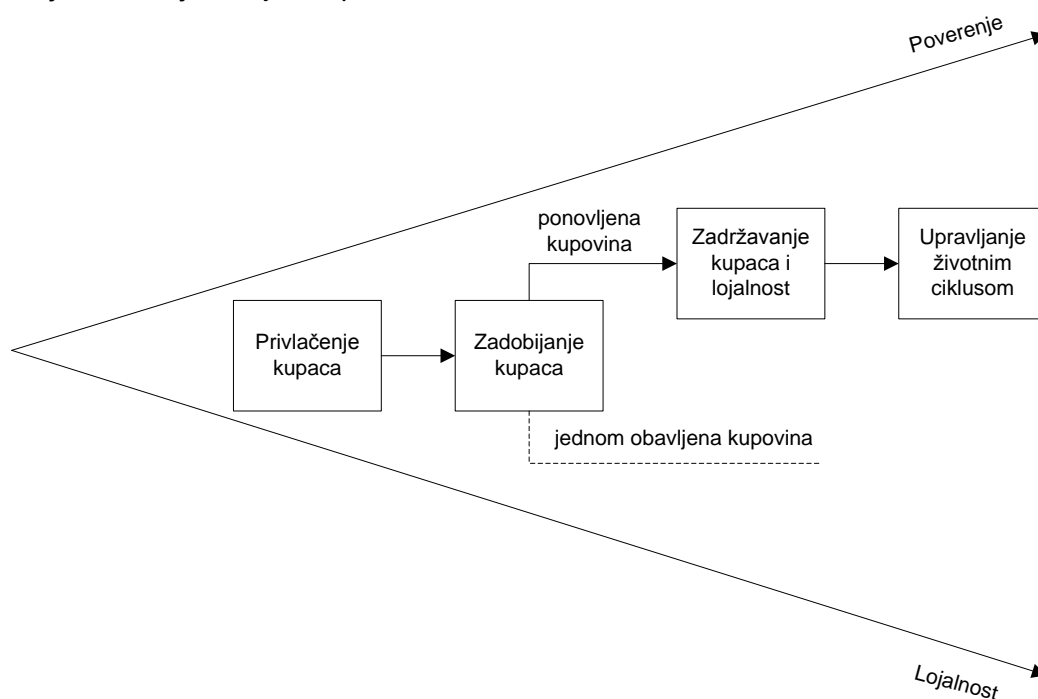 Poverenje
ponovljena
kupovina
Zadržavanje
kupaca i
lojalnost
Upravljanje
životnim
ciklusom
Privlačenje
kupaca
Zadobijanje
kupaca
jednom obavljena kupovina
Lojalnost